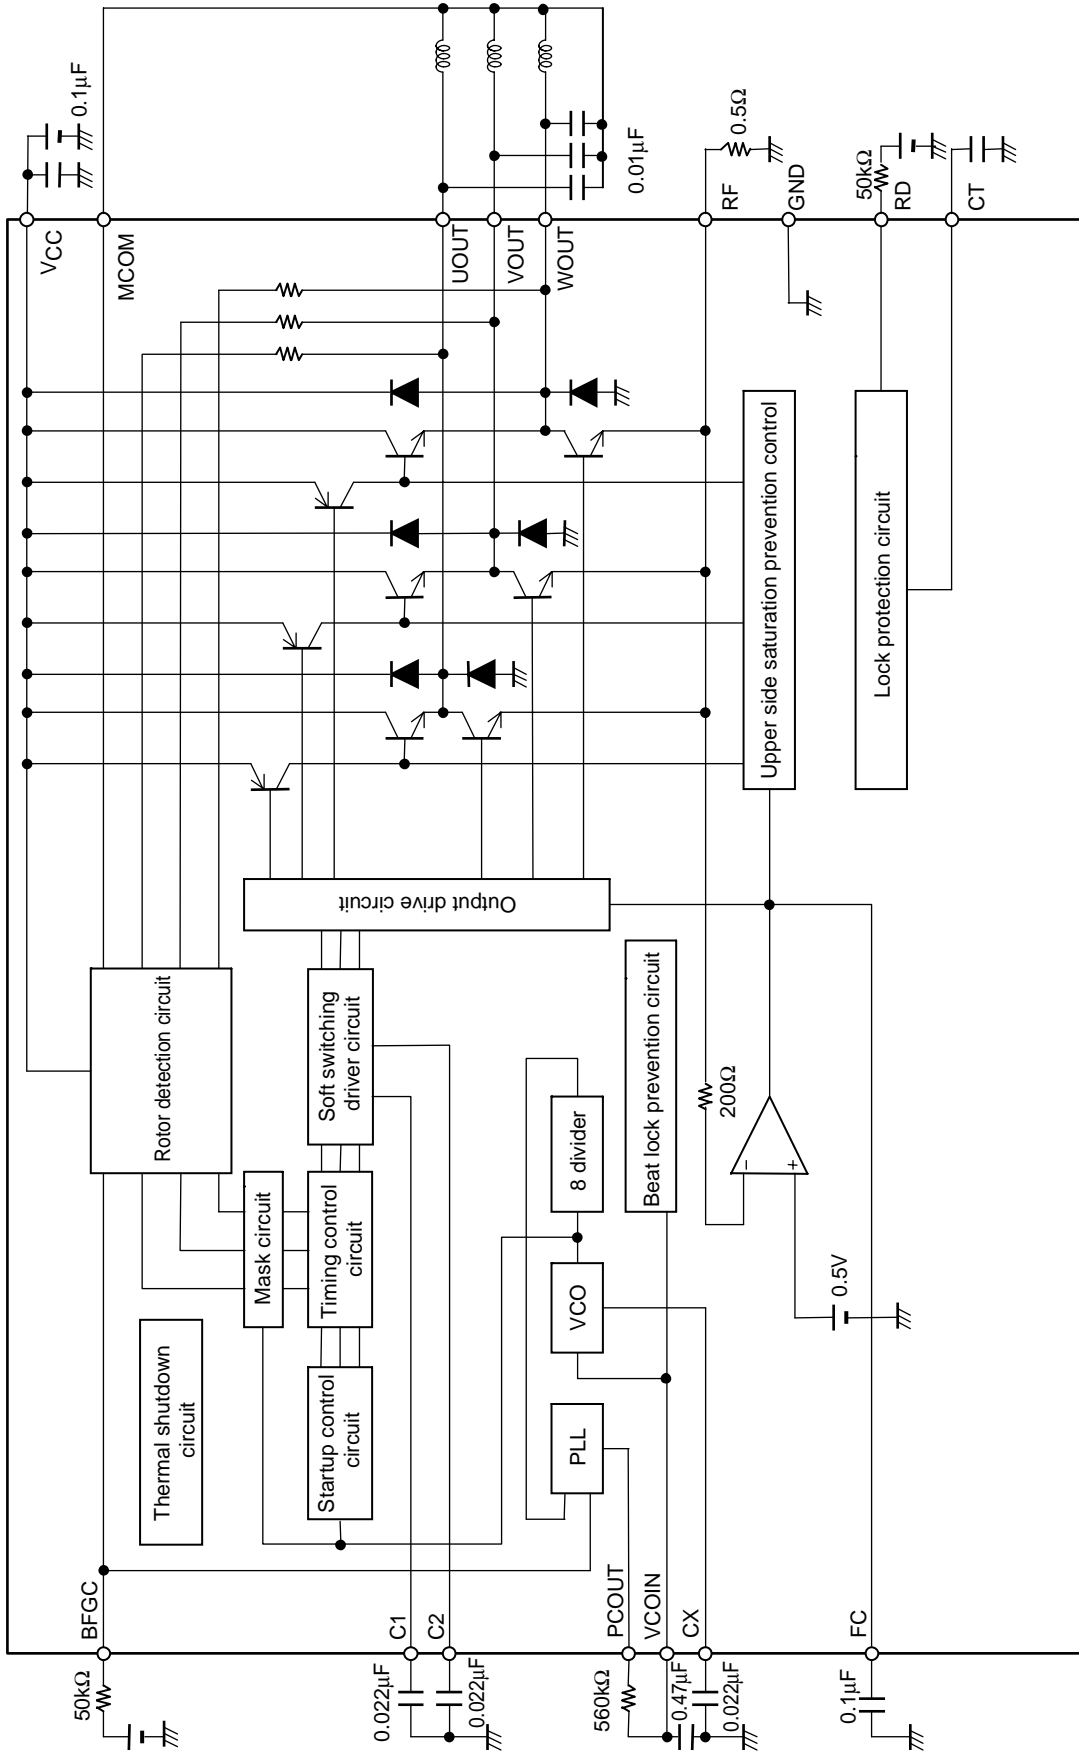 0.1μF
VCC
MCOM
UOUT
VOUT
WOUT
0.01μF
RF
0.5Ω
GND
50kΩ
RD
CT
Upper side saturation prevention control
Lock protection circuit
Output drive circuit
Rotor detection circuit
Soft switching
driver circuit
Mask circuit
Timing control
circuit
Thermal shutdown
circuit
Startup control
circuit
8 divider
VCO
PLL
Beat lock prevention circuit
200Ω
–
+
0.5V
BFGC
50kΩ
C1
C2
0.022μF
0.022μF
PCOUT
VCOIN
CX
560kΩ
0.47μF
0.022μF
FC
0.1μF